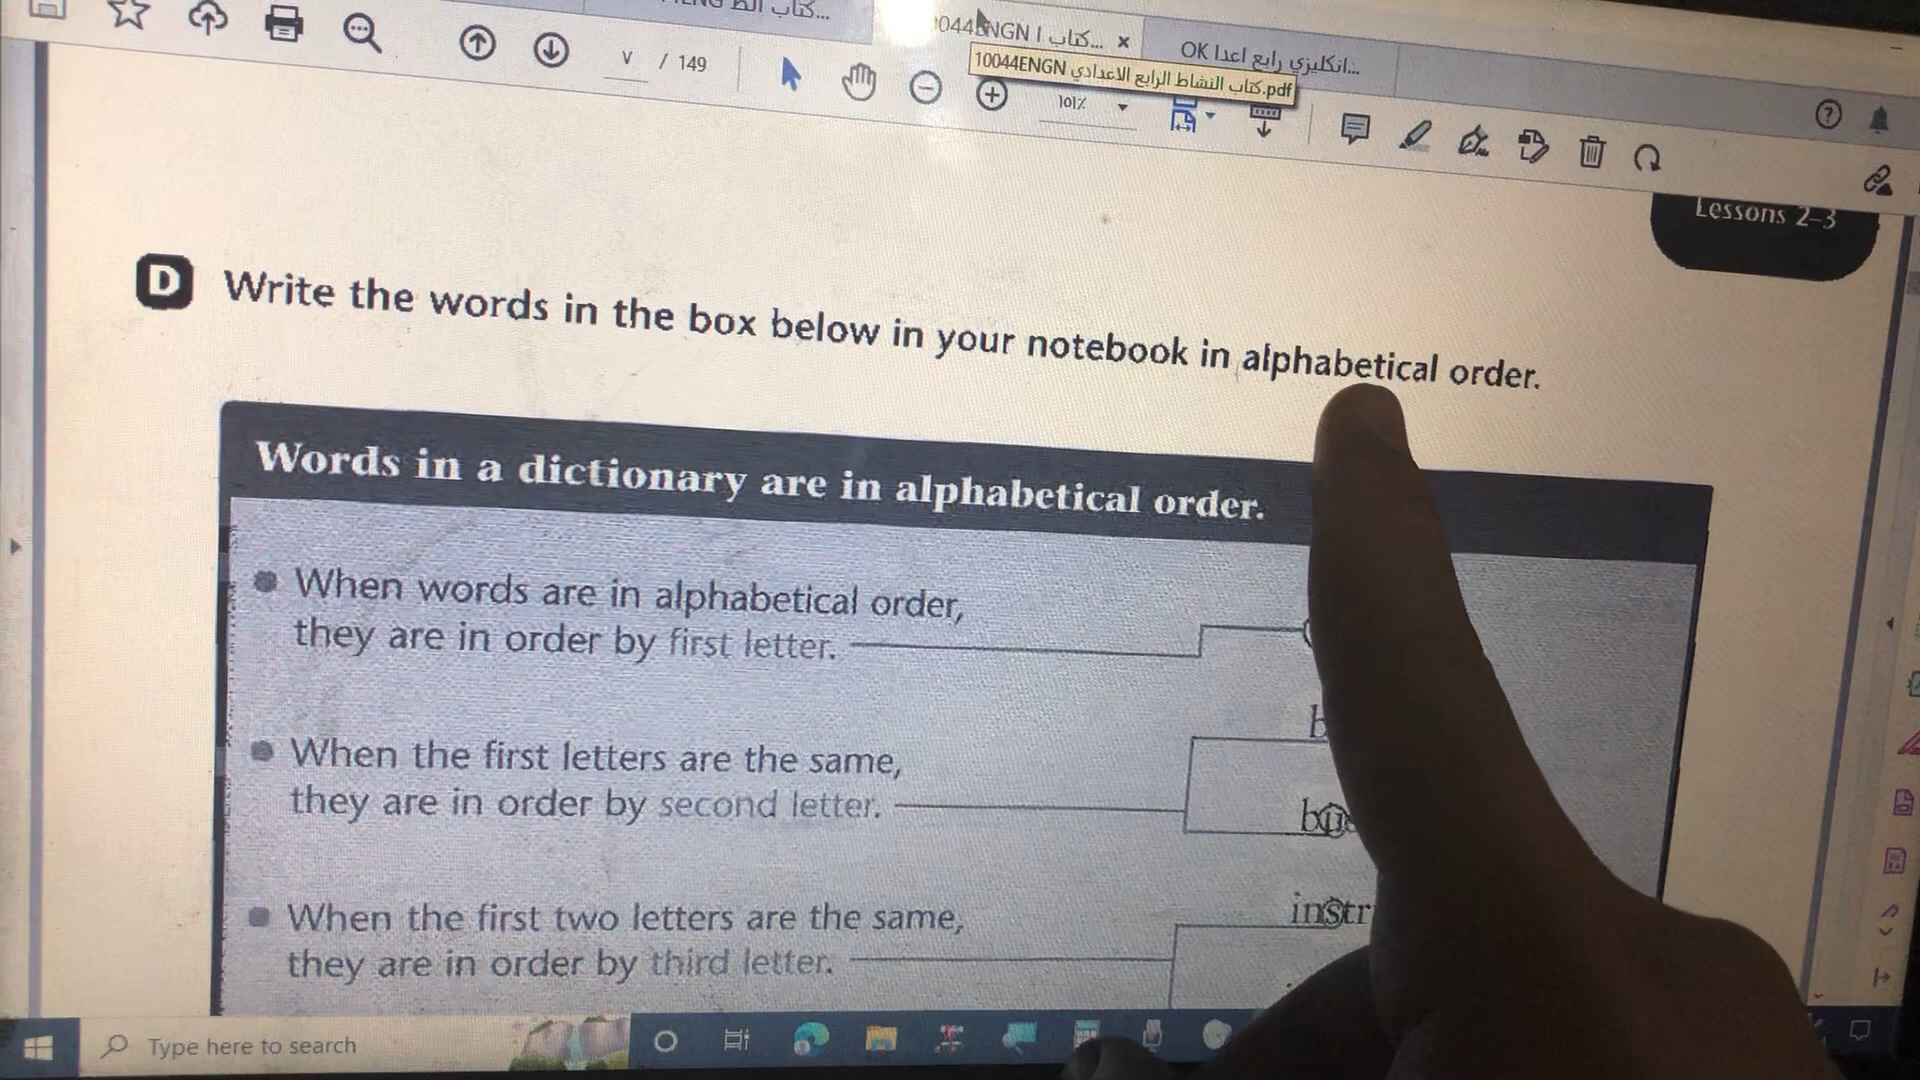 كتاب الط...
10044ENGN كتاب ا...
انكليزي رابع اعدا OK...
٧ / 149
10044ENGN كتاب النشاط الرابع الاعدادي.pdf
101%
Lessons 2–3
D Write the words in the box below in your notebook in alphabetical order.
Words in a dictionary are in alphabetical order.
When words are in alphabetical order,
they are in order by first letter.
When the first letters are the same,
they are in order by second letter.
When the first two letters are the same,
instr
they are in order by third letter.
Type here to search